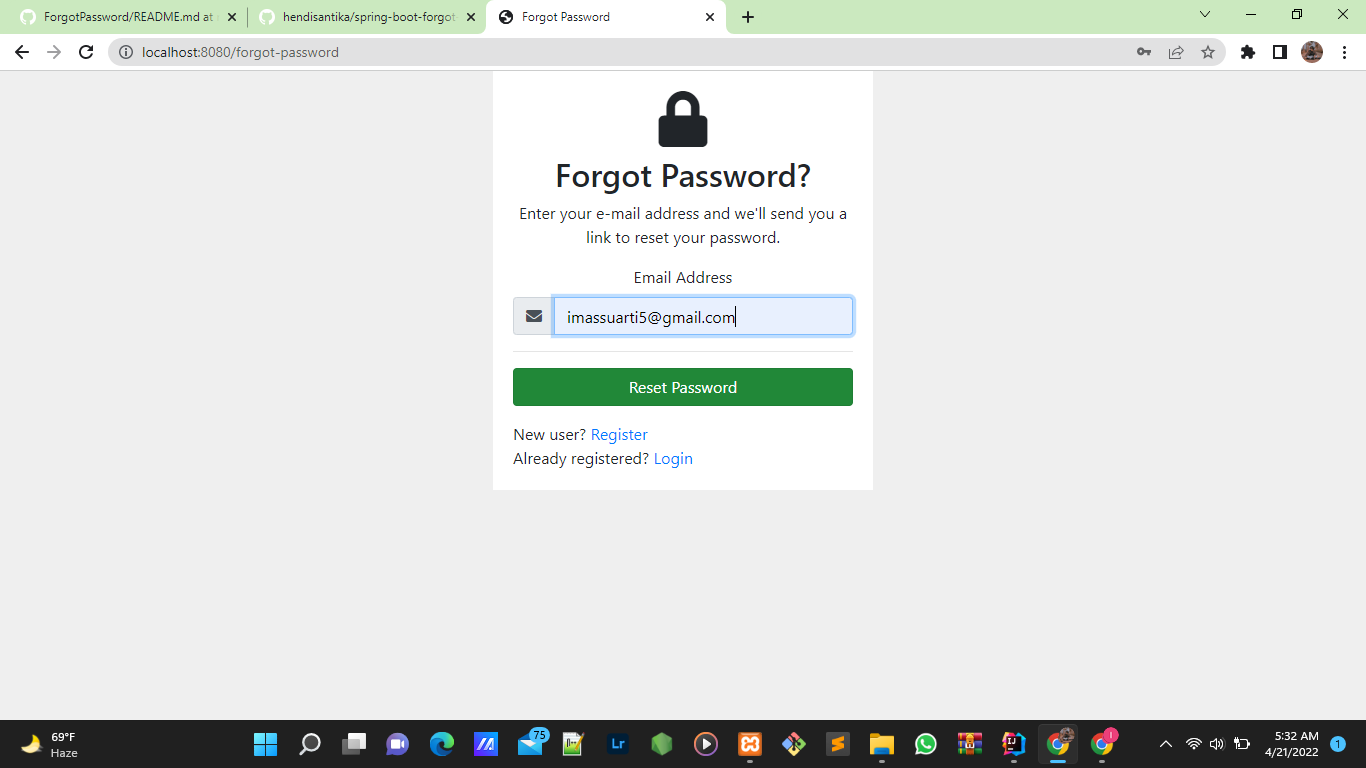 ForgotPassword/README.md at
hendisantika/spring-boot-forgot
Forgot Password
localhost:8080/forgot-password
Forgot Password?
Enter your e-mail address and we'll send you a
link to reset your password.
Email Address
imassuarti5@gmail.com
Reset Password
New user? Register
Already registered? Login
69°F
Haze
75
Lr
IJ
5:32 AM
4/21/2022
1